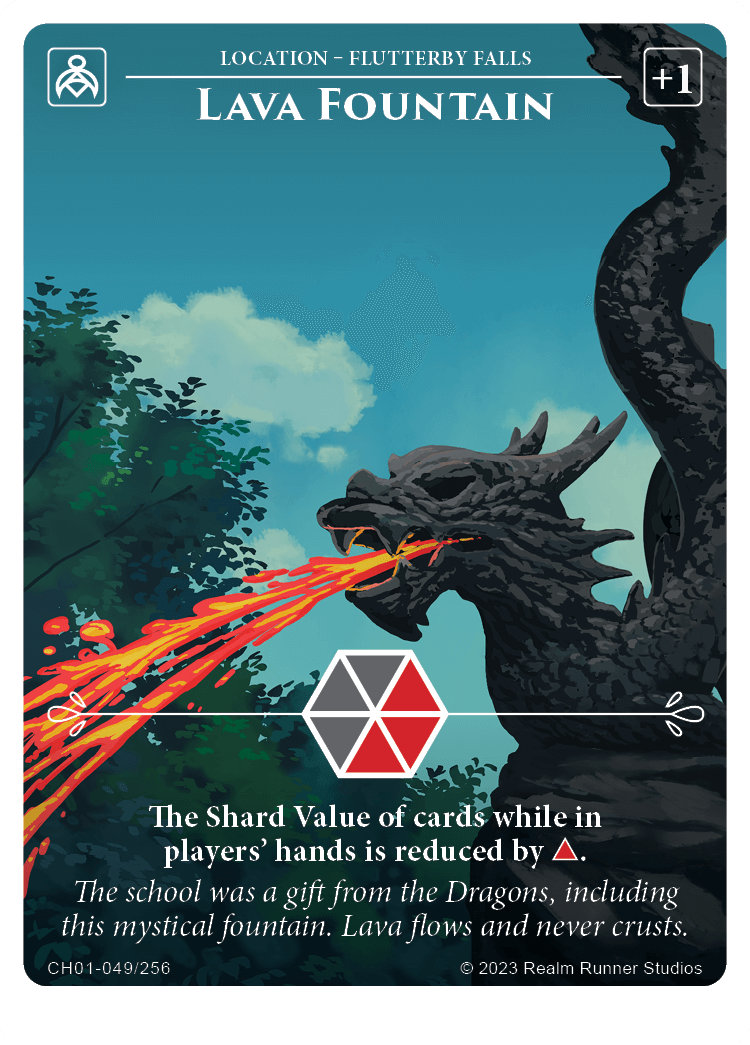 LOCATION – FLUTTERBY FALLS
+1
LAVA FOUNTAIN
The Shard Value of cards while in
players’ hands is reduced by .
The school was a gift from the Dragons, including
this mystical fountain. Lava flows and never crusts.
CH01-049/256
© 2023 Realm Runner Studios